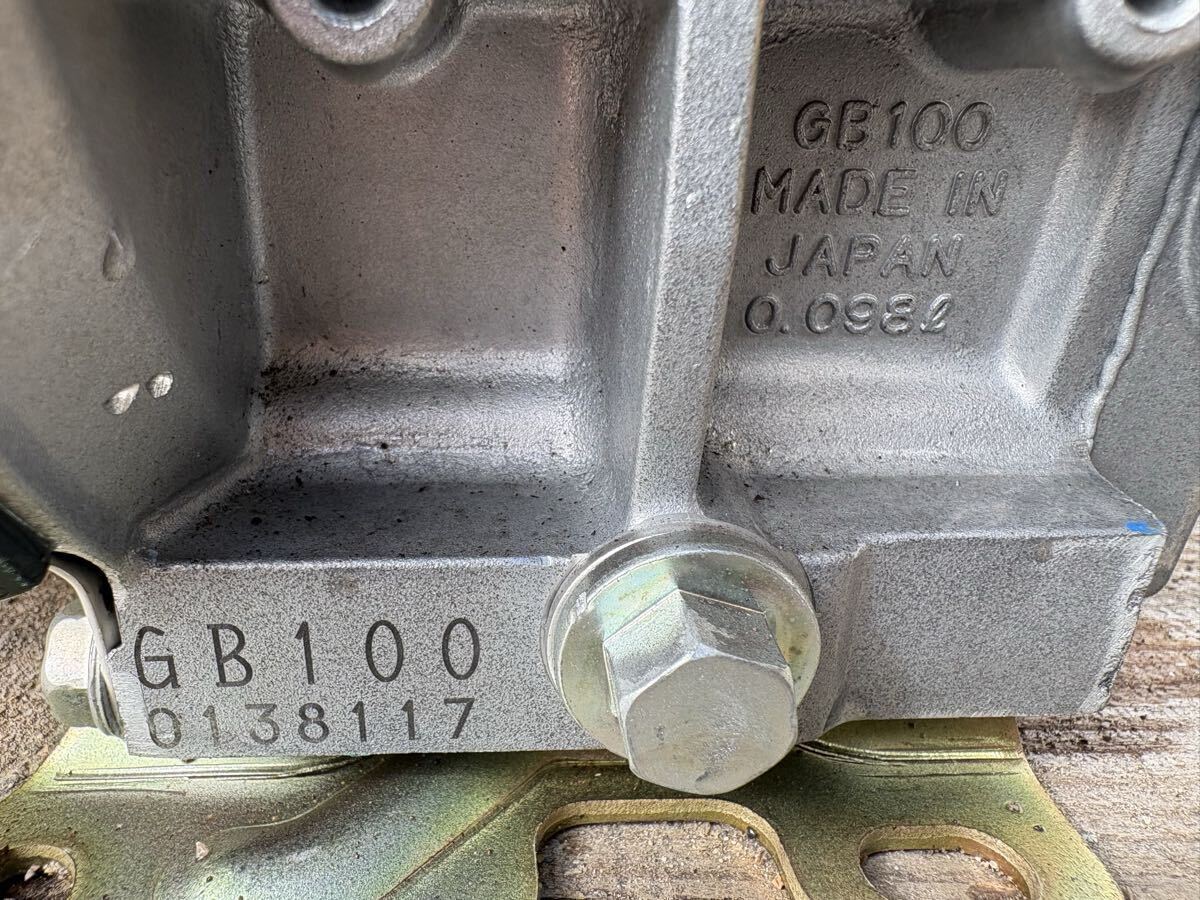 GB100
MADE IN
JAPAN
0.098ℓ
GB100
0138117